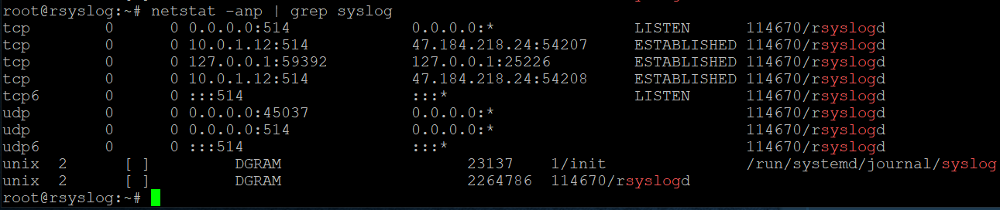 root@rsyslog:~# netstat -anp | grep syslog
tcp        0      0 0.0.0.0:514             0.0.0.0:*               LISTEN      114670/rsyslogd
tcp        0      0 10.0.1.12:514           47.184.218.24:54207     ESTABLISHED 114670/rsyslogd
tcp        0      0 127.0.0.1:59392         127.0.0.1:25226         ESTABLISHED 114670/rsyslogd
tcp        0      0 10.0.1.12:514           47.184.218.24:54208     ESTABLISHED 114670/rsyslogd
tcp6       0      0 :::514                  :::*                    LISTEN      114670/rsyslogd
udp        0      0 0.0.0.0:45037           0.0.0.0:*                           114670/rsyslogd
udp        0      0 0.0.0.0:514             0.0.0.0:*                           114670/rsyslogd
udp6       0      0 :::514                  :::*                                114670/rsyslogd
unix  2      [ ]         DGRAM                    23137    1/init               /run/systemd/journal/syslog
unix  2      [ ]         DGRAM                    2264786  114670/rsyslogd
root@rsyslog:~#